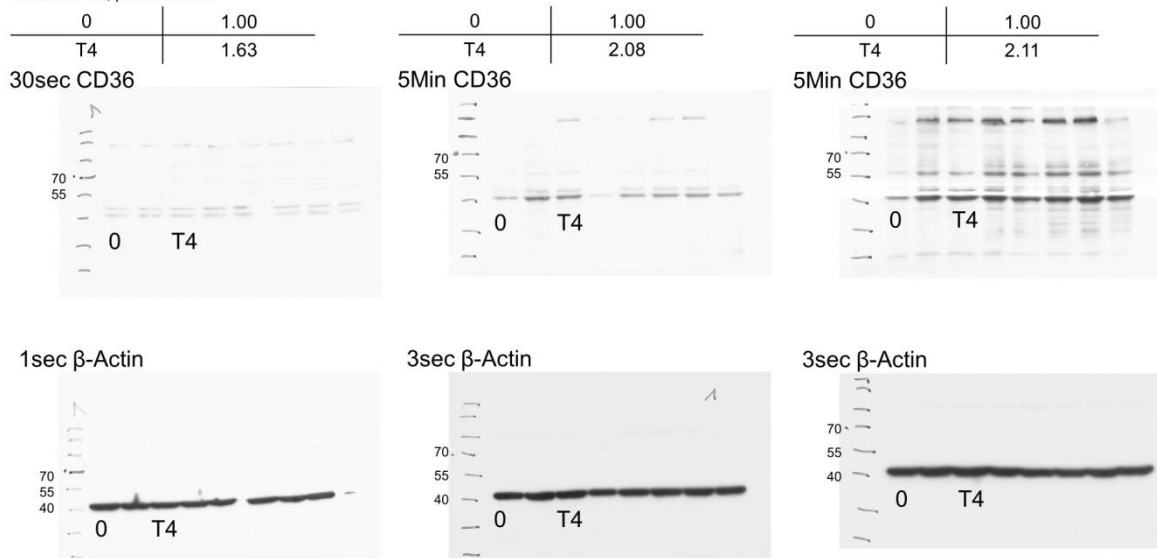 0 1.00
T4 1.63
30sec CD36
70
55
0 T4
0 1.00
T4 2.08
5Min CD36
70
55
0 T4
0 1.00
T4 2.11
5Min CD36
70
55
0 T4
1sec β-Actin
70
55
40
0 T4
3sec β-Actin
70
55
40
0 T4
3sec β-Actin
70
55
40
0 T4